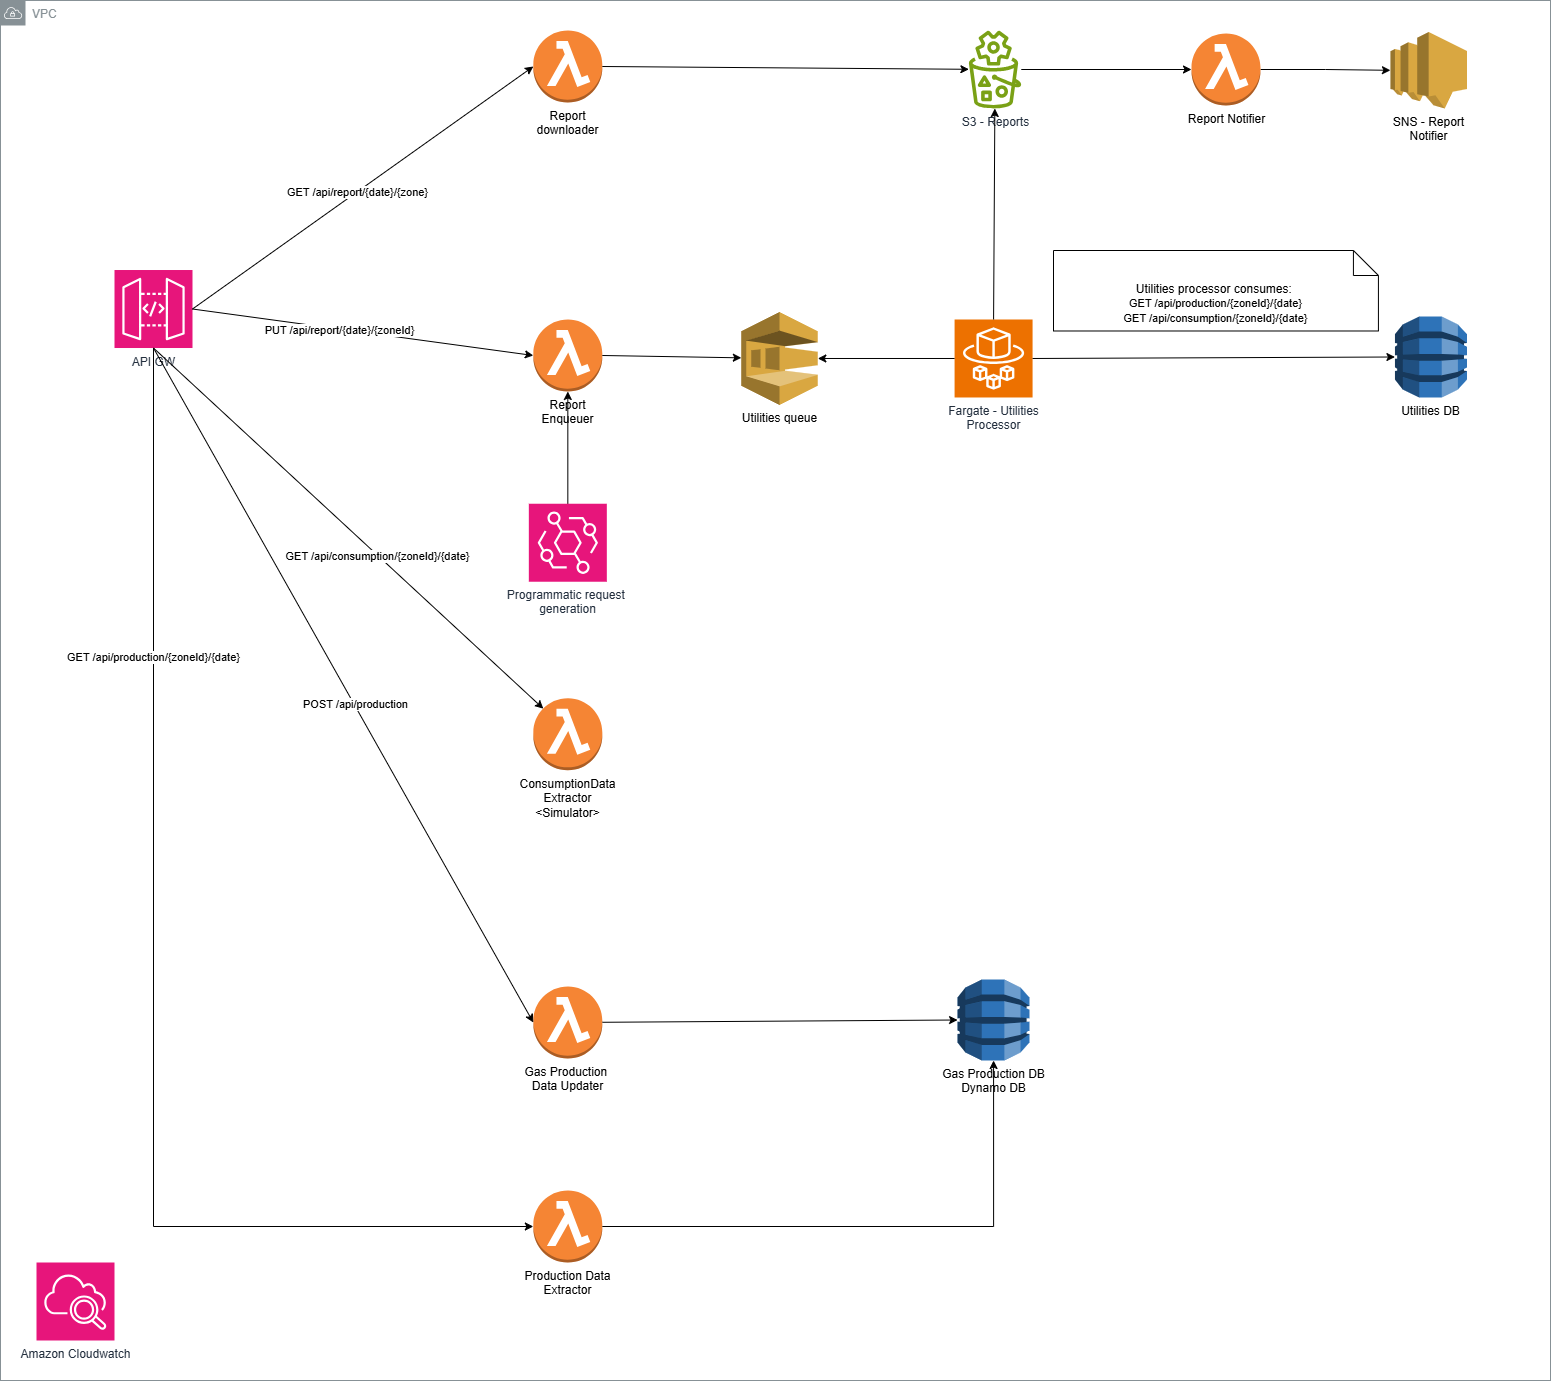 VPC
Report
downloader
S3 - Reports
Report Notifier
SNS - Report
Notifier
GET /api/report/{date}/{zone}
Utilities processor consumes:
GET /api/production/{zoneId}/{date}
GET /api/consumption/{zoneId}/{date}
API GW
PUT /api/report/{date}/{zoneId}
Report
Enqueuer
Utilities queue
Fargate - Utilities
Processor
Utilities DB
Programmatic request
generation
GET /api/consumption/{zoneId}/{date}
GET /api/production/{zoneId}/{date}
POST /api/production
ConsumptionData
Extractor
<Simulator>
Gas Production
Data Updater
Gas Production DB
Dynamo DB
Production Data
Extractor
Amazon Cloudwatch